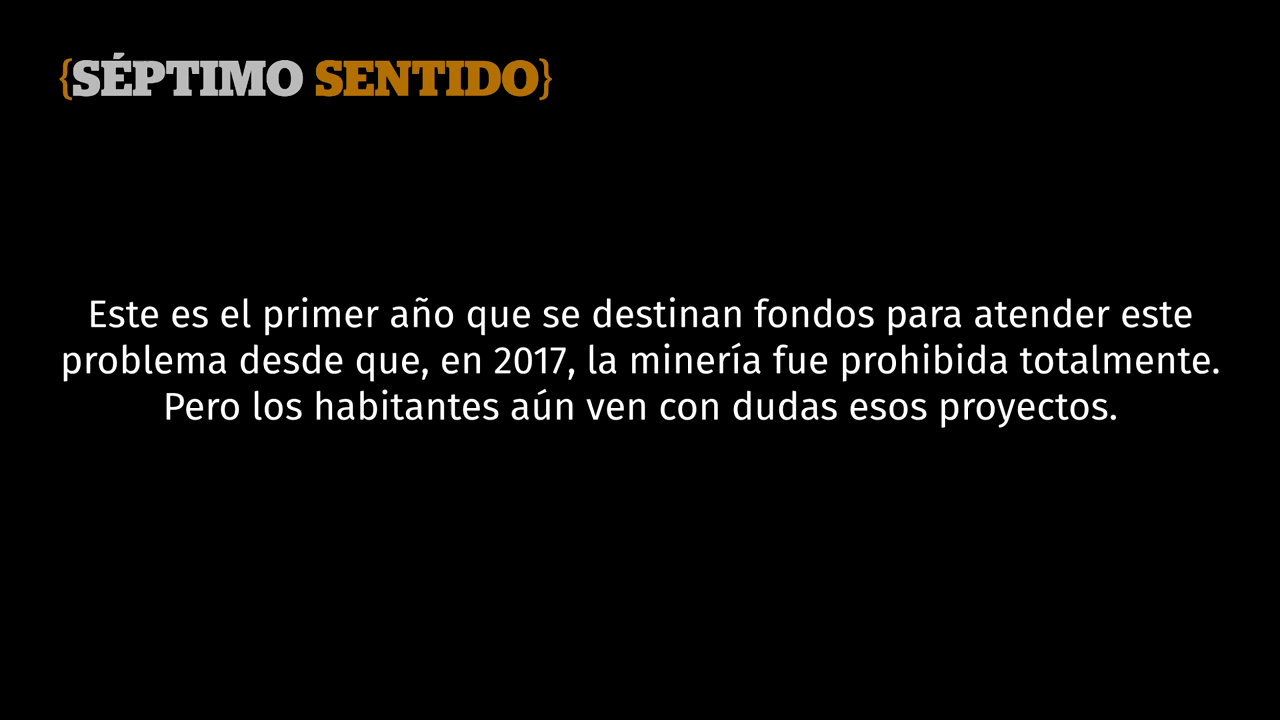 {SÉPTIMO SENTIDO}
Este es el primer año que se destinan fondos para atender este
problema desde que, en 2017, la minería fue prohibida totalmente.
Pero los habitantes aún ven con dudas esos proyectos.